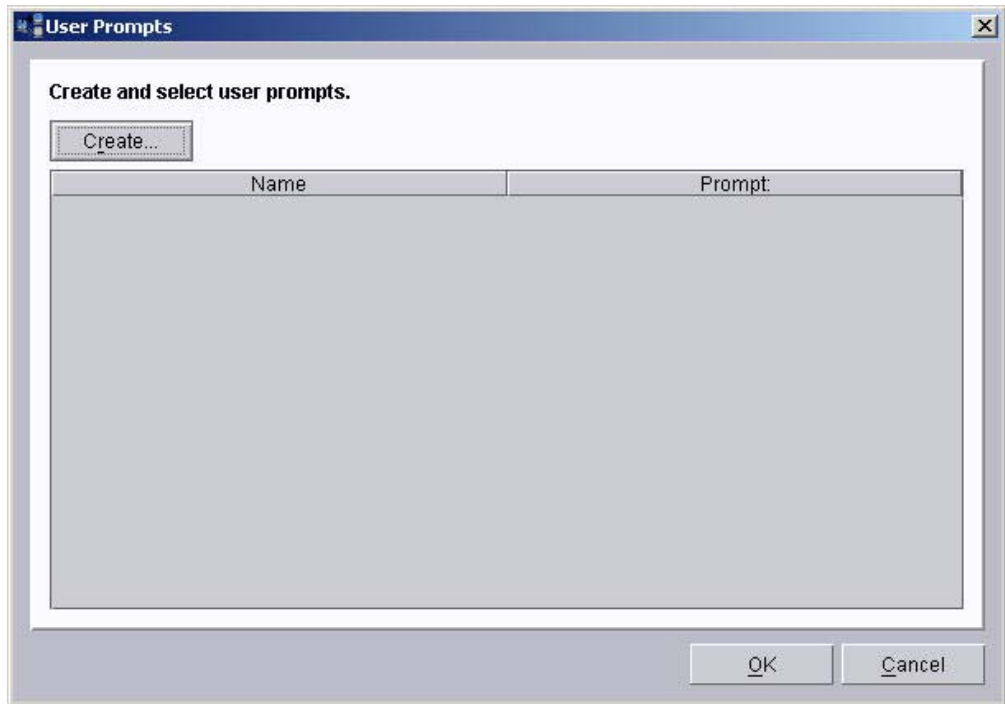 User Prompts
Create and select user prompts.
Create...
Name Prompt:
OK Cancel